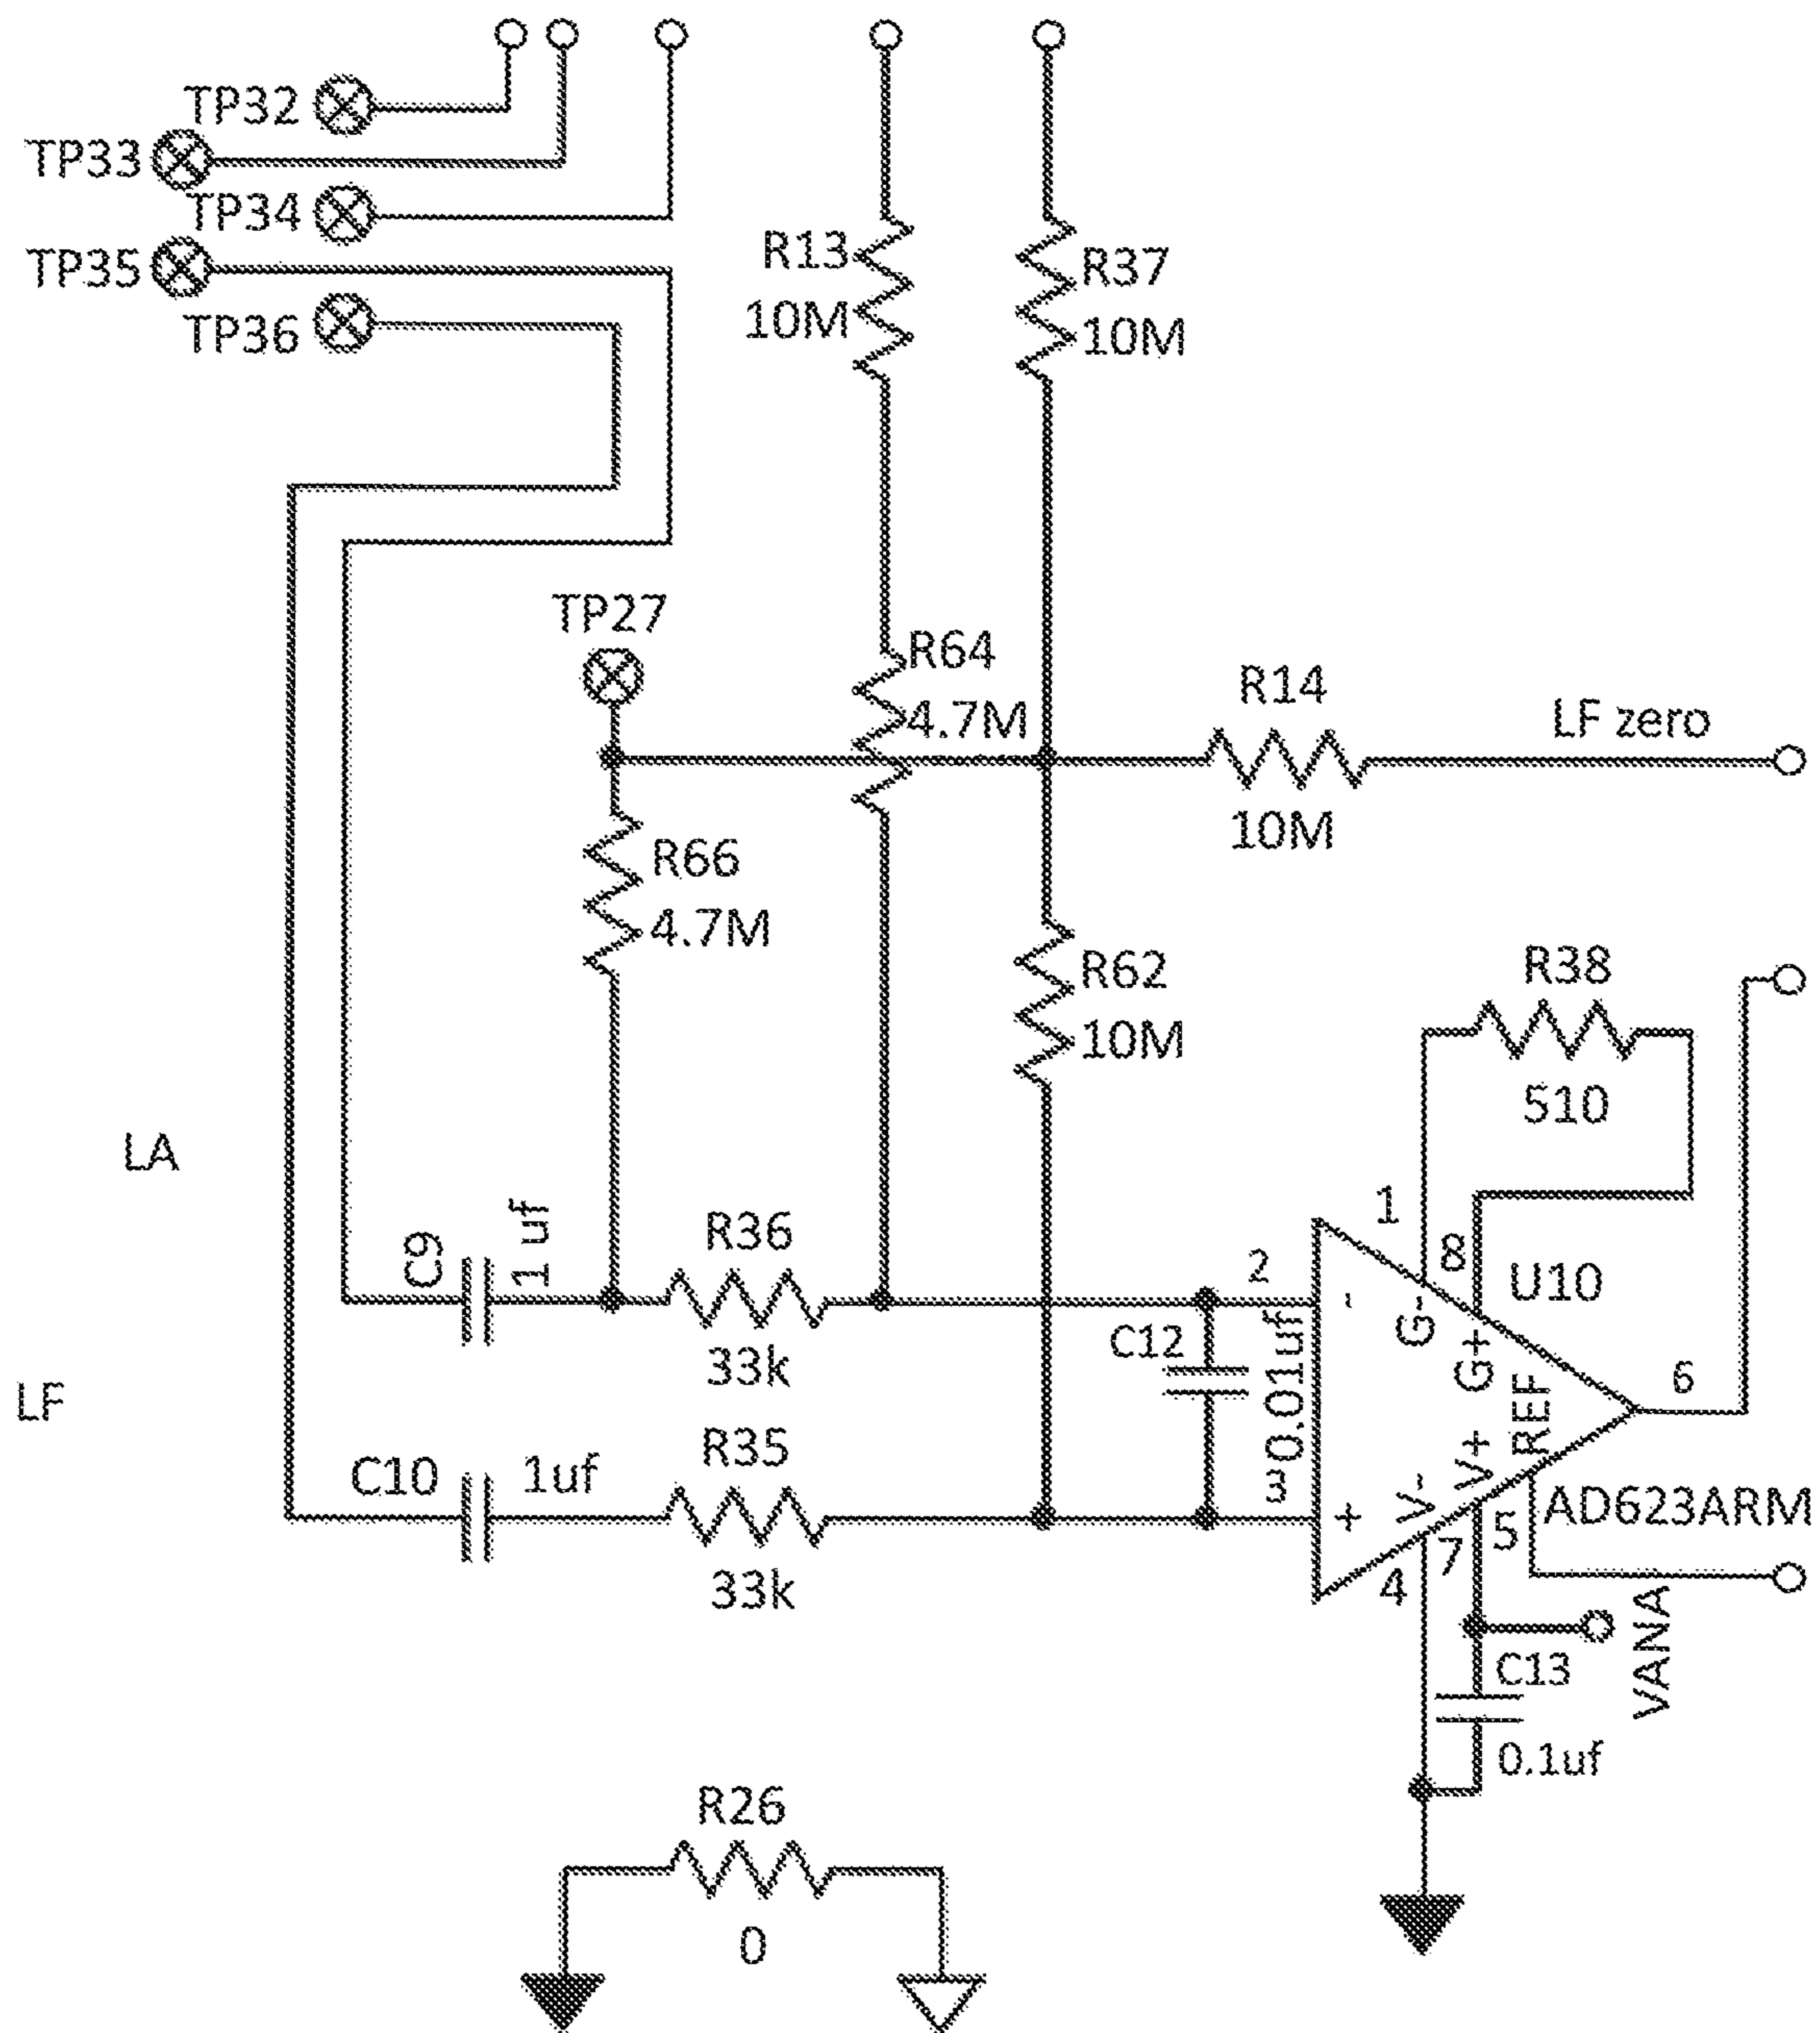 TP32
TP33
TP34
TP35
TP36
R13
10M
R37
10M
TP27
R64
4.7M
R14
10M
LF zero
R66
4.7M
R62
10M
R38
510
LA
C9
1 uf
R36
33k
2
1
8
U10
-
G-
G+
C12
0.01uf
LF
6
REF
C10
1uf
R35
33k
3
+
V-
V+
4
7
5
AD623ARM
VANA
C13
0.1uf
R26
0